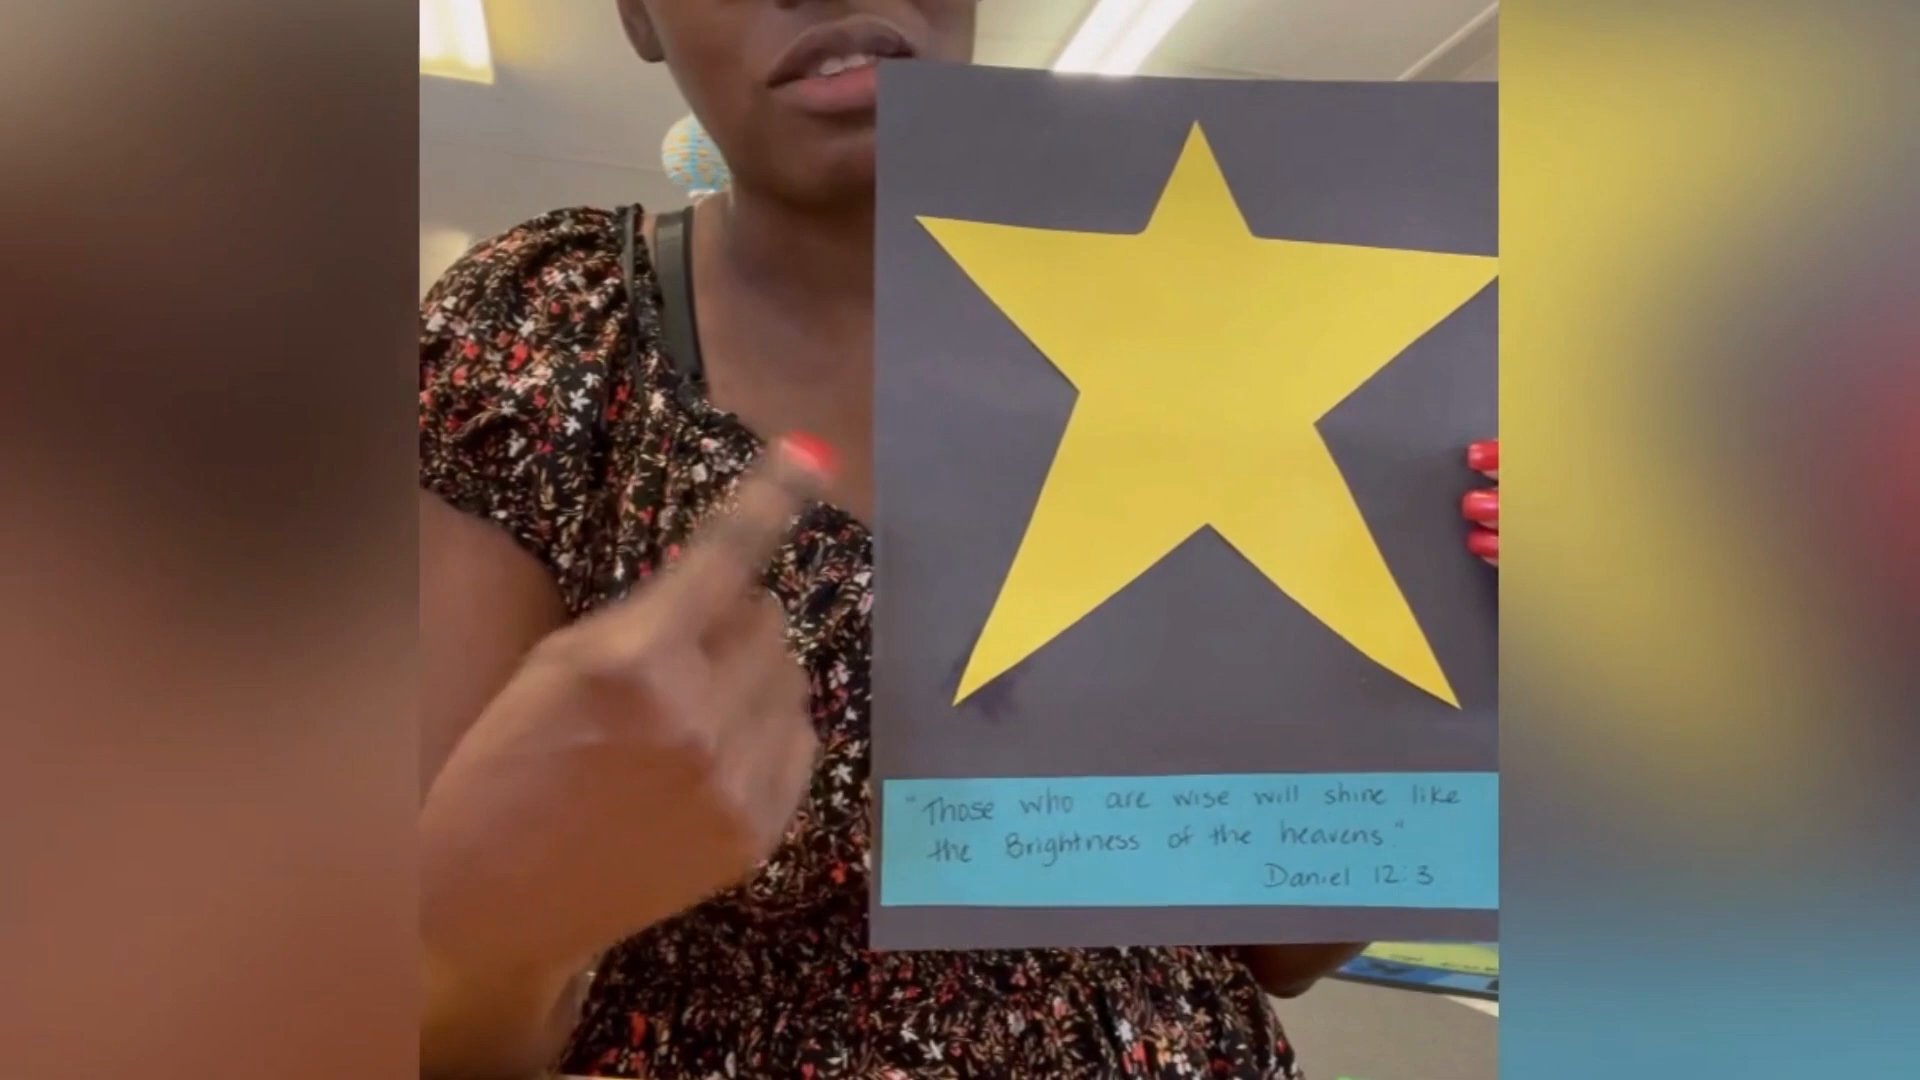 "Those who are wise will shine like
the Brightness of the heavens"
Daniel 12:3